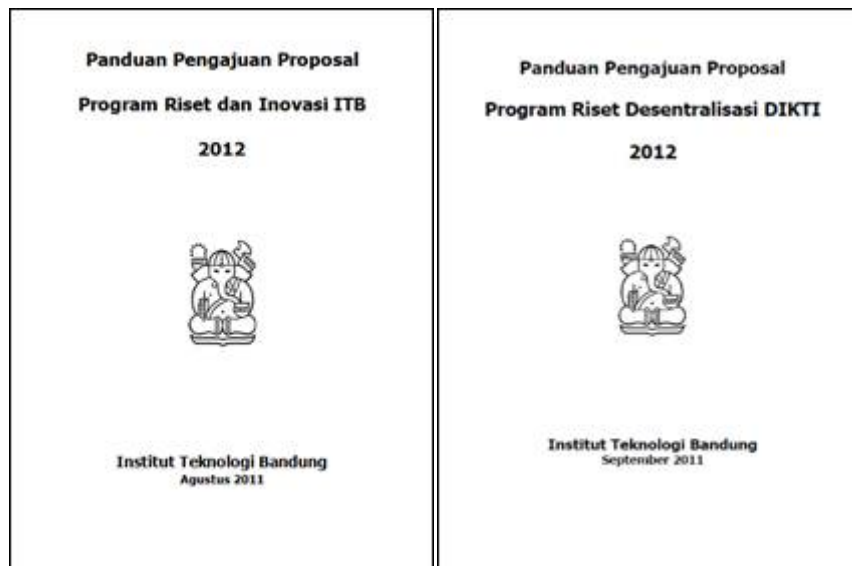 Panduan Pengajuan Proposal
Program Riset dan Inovasi ITB
2012
Institut Teknologi Bandung
Agustus 2011
Panduan Pengajuan Proposal
Program Riset Desentralisasi DIKTI
2012
Institut Teknologi Bandung
September 2011